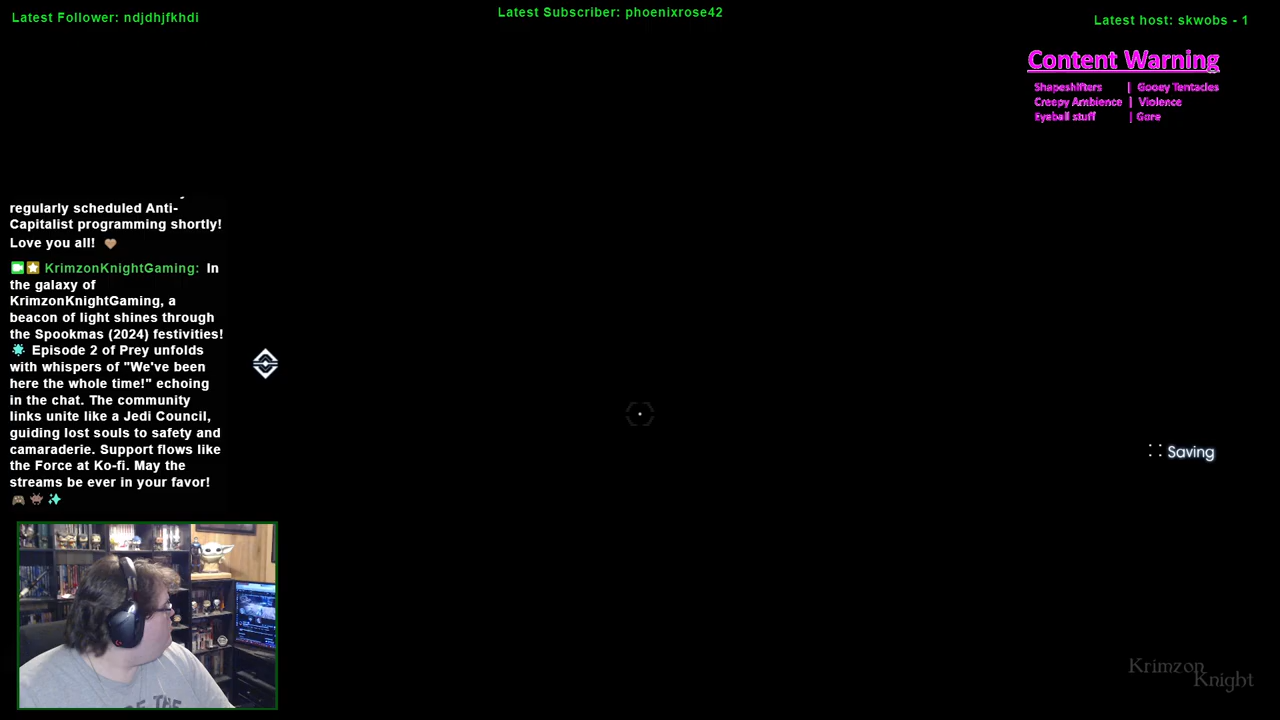 Latest Follower: ndjdhjfkhdi
Latest Subscriber: phoenixrose42
Latest host: skwobs - 1
Content Warning
Shapeshifters | Gooey Tentacles
Creepy Ambience | Violence
Eyeball stuff | Gore
regularly scheduled Anti-
Capitalist programming shortly!
Love you all!
KrimzonKnightGaming: In
the galaxy of
KrimzonKnightGaming, a
beacon of light shines through
the Spookmas (2024) festivities!
Episode 2 of Prey unfolds
with whispers of "We've been
here the whole time!" echoing
in the chat. The community
links unite like a Jedi Council,
guiding lost souls to safety and
camaraderie. Support flows like
the Force at Ko-fi. May the
streams be ever in your favor!
Saving
Krimzon
Knight